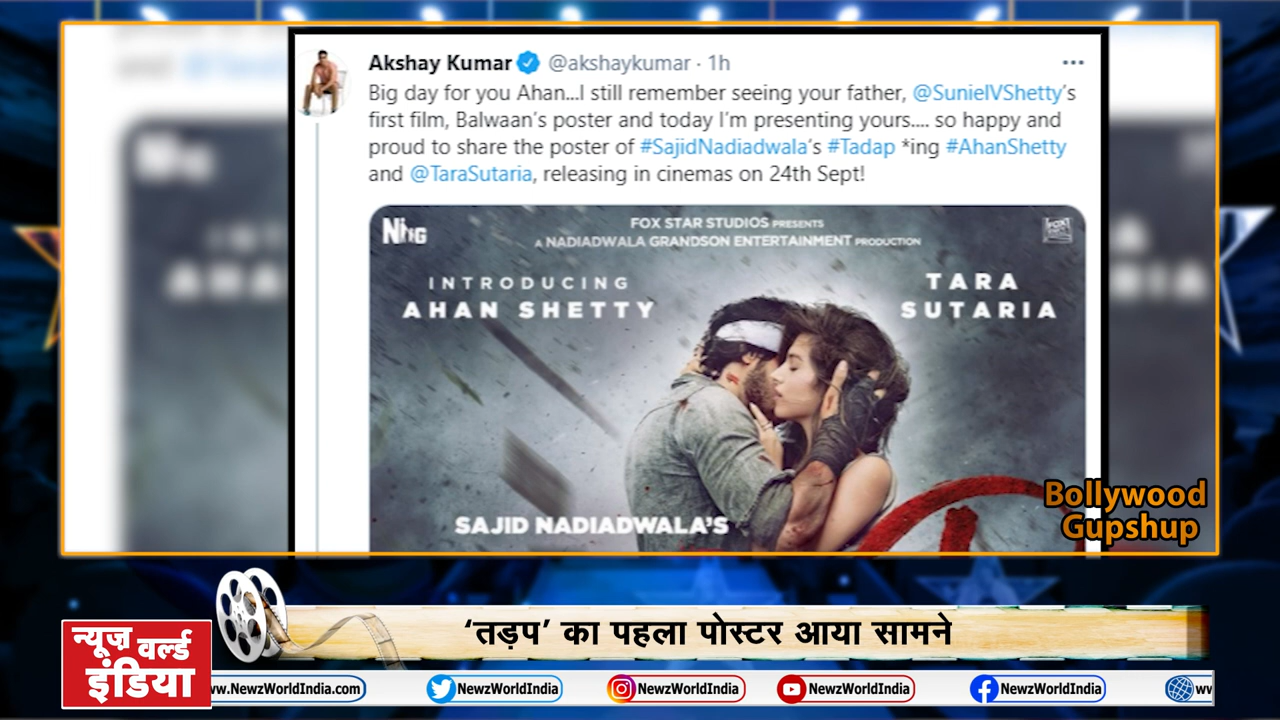 Akshay Kumar @akshaykumar · 1h
Big day for you Ahan...I still remember seeing your father, @SunielVShetty's
first film, Balwaan's poster and today I'm presenting yours.... so happy and
proud to share the poster of #SajidNadiadwala's #Tadap *ing #AhanShetty
and @TaraSutaria, releasing in cinemas on 24th Sept!
FOX STAR STUDIOS PRESENTS
A NADIADWALA GRANDSON ENTERTAINMENT PRODUCTION
INTRODUCING
AHAN SHETTY
TARA
SUTARIA
SAJID NADIADWALA'S
Bollywood
Gupshup
‘तड़प’ का पहला पोस्टर आया सामने
न्यूज़ वर्ल्ड
इंडिया
www.NewzWorldIndia.com NewzWorldIndia NewzWorldIndia NewzWorldIndia NewzWorldIndia